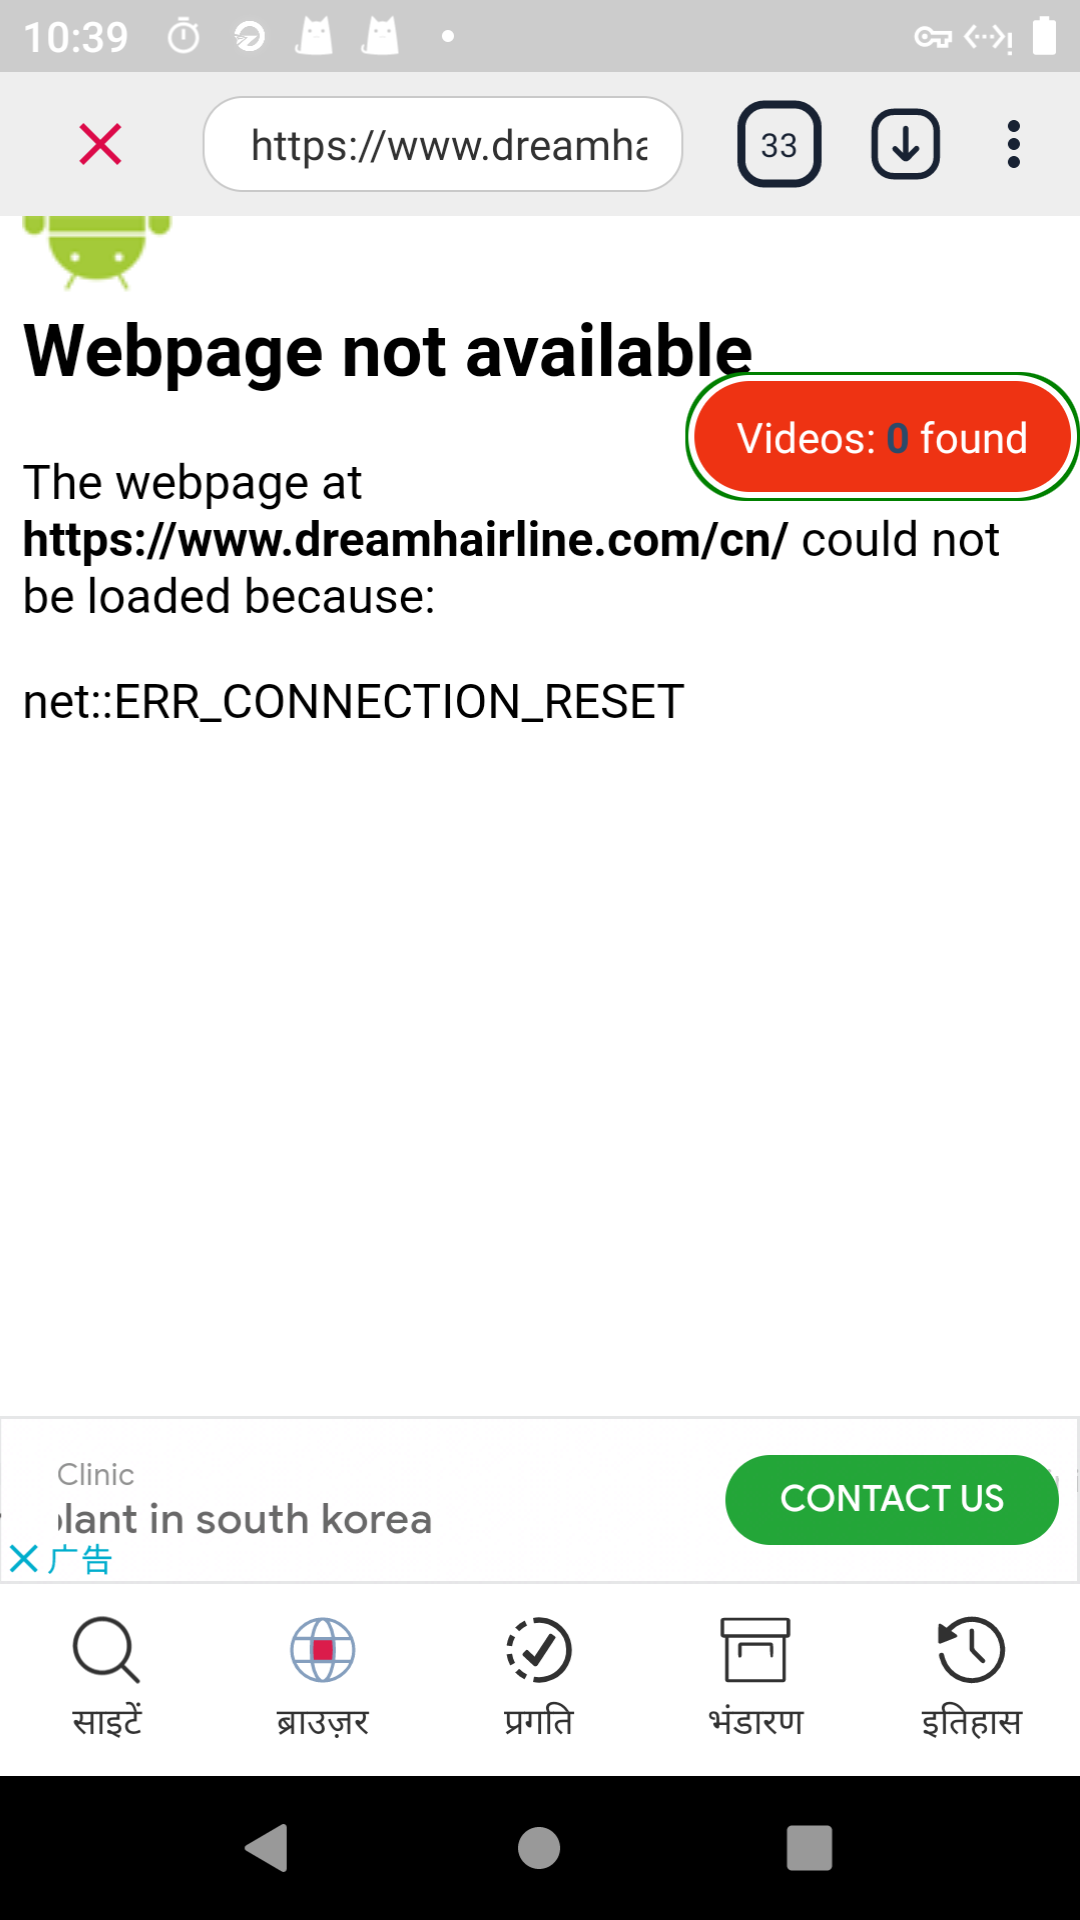 10:39
https://www.dreamha
33
Webpage not available
Videos: 0 found
The webpage at
https://www.dreamhairline.com/cn/ could not
be loaded because:
net::ERR_CONNECTION_RESET
Clinic
plant in south korea
CONTACT US
广告
साइटें
ब्राउज़र
प्रगति
भंडारण
इतिहास